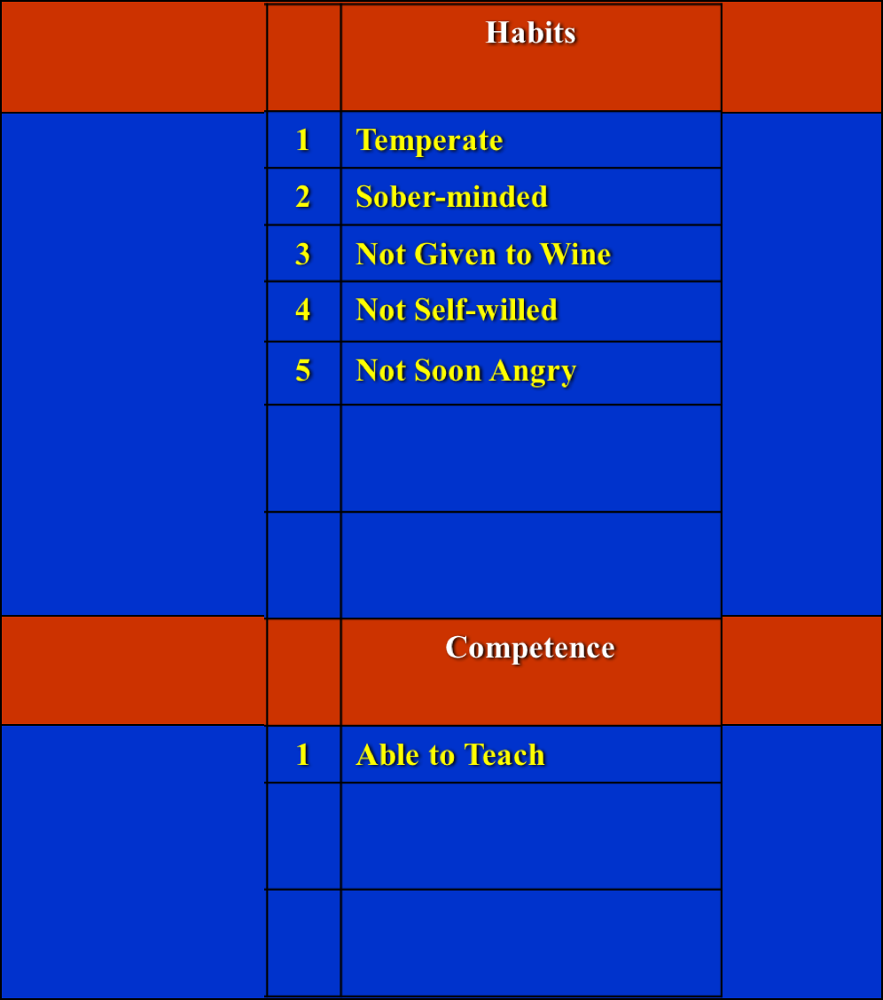 Habits
1 Temperate
2 Sober-minded
3 Not Given to Wine
4 Not Self-willed
5 Not Soon Angry
Competence
1 Able to Teach